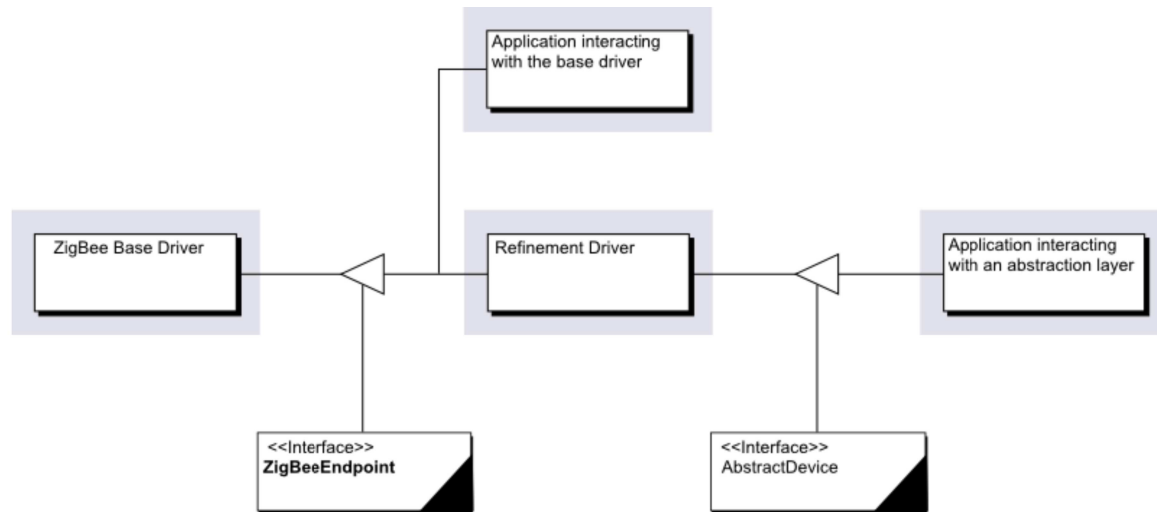 Application interacting
with the base driver
ZigBee Base Driver
Refinement Driver
Application interacting
with an abstraction layer
<<Interface>>
ZigBeeEndpoint
<<Interface>>
AbstractDevice